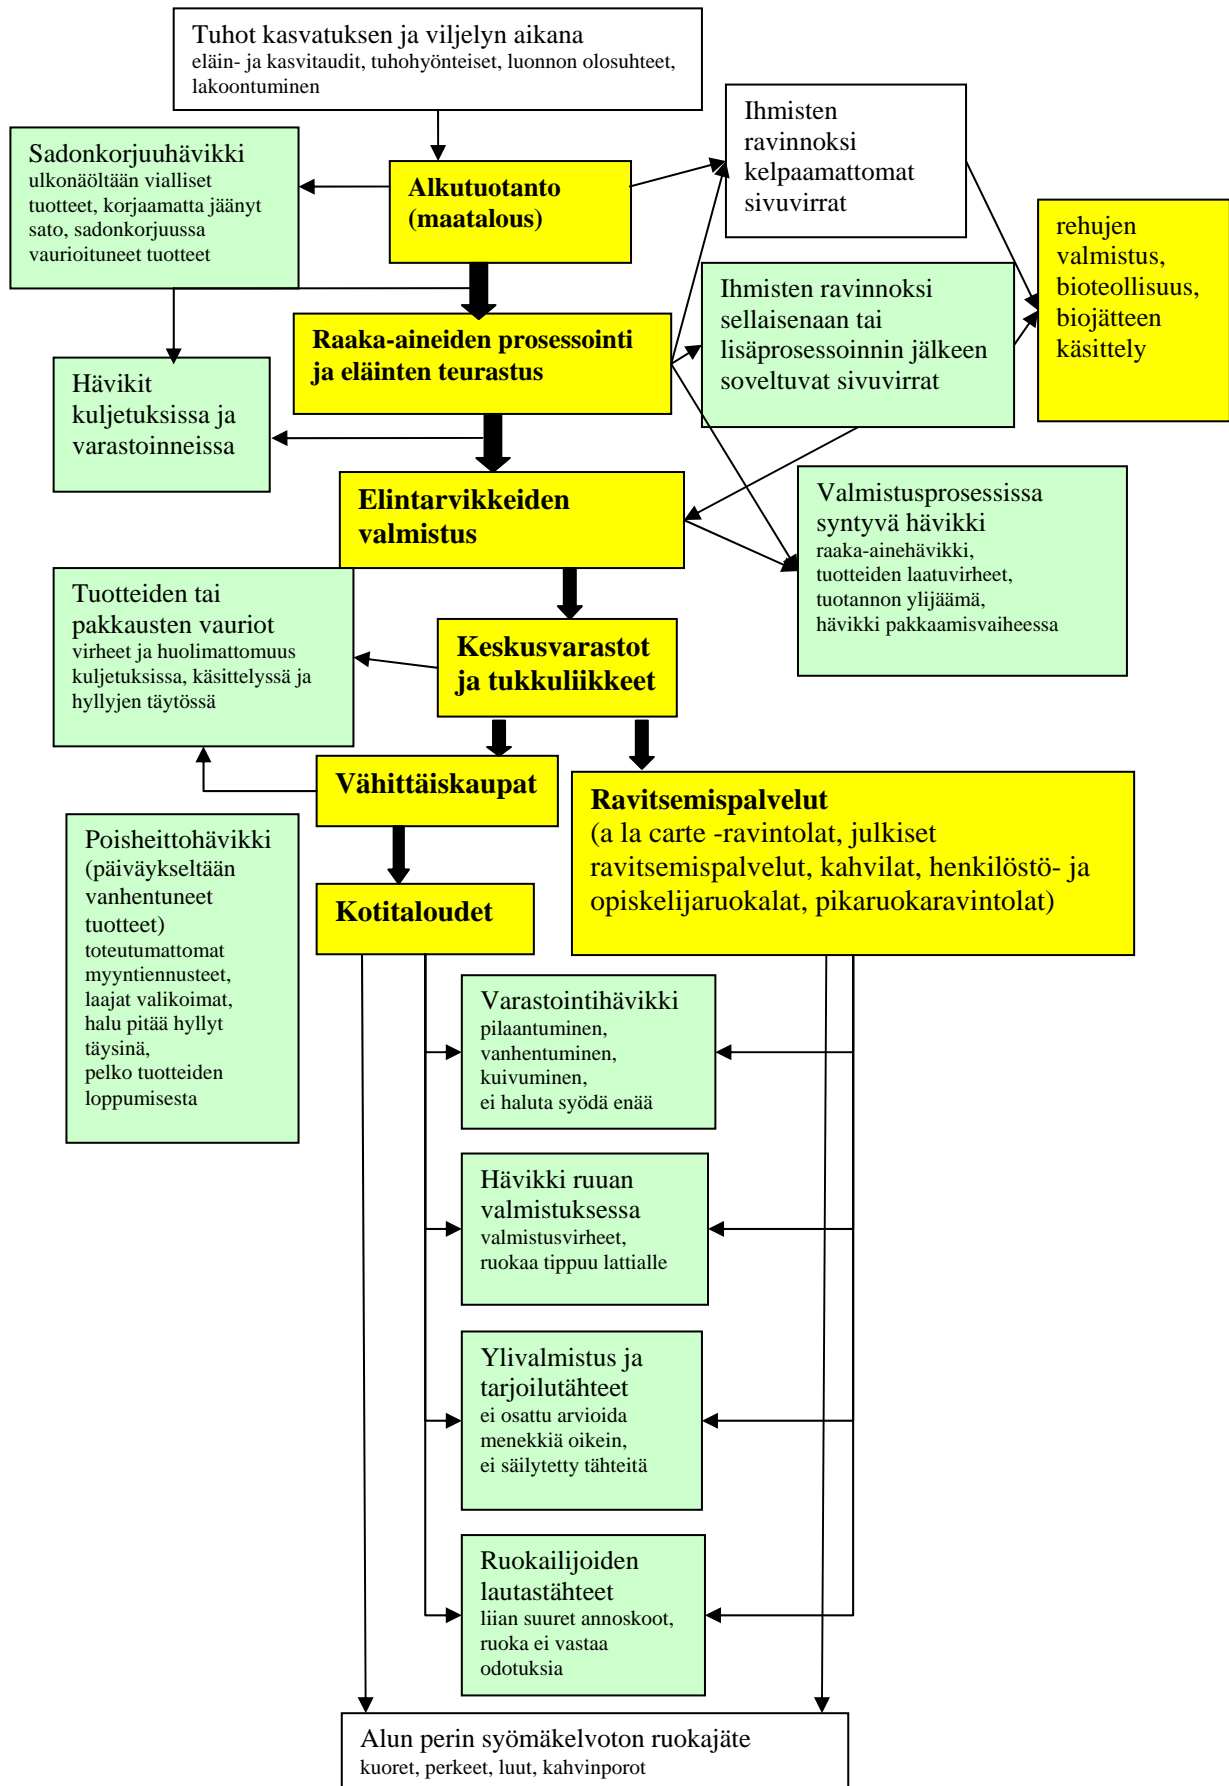 Tuhot kasvatuksen ja viljelyn aikana
eläin- ja kasvitaudit, tuhohyönteiset, luonnon olosuhteet,
lakoontuminen
Sadonkorjuuhävikki
ulkonäöltään vialliset
tuotteet, korjaamatta jäänyt
sato, sadonkorjuussa
vaurioituneet tuotteet
Alkutuotanto
(maatalous)
Ihmisten
ravinnoksi
kelpaamattomat
sivuvirrat
rehujen
valmistus,
bioteollisuus,
biojätteen
käsittely
Ihmisten ravinnoksi
sellaisenaan tai
lisäprosessoinnin jälkeen
soveltuvat sivuvirrat
Raaka-aineiden prosessointi
ja eläinten teurastus
Hävikit
kuljetuksissa ja
varastoinneissa
Elintarvikkeiden
valmistus
Valmistusprosessissa
syntyvä hävikki
raaka-ainehävikki,
tuotteiden laatuvirheet,
tuotannon ylijäämä,
hävikki pakkaamisvaiheessa
Tuotteiden tai
pakkausten vauriot
virheet ja huolimattomuus
kuljetuksissa, käsittelyssä ja
hyllyjen täytössä
Keskusvarastot
ja tukkuliikkeet
Vähittäiskaupat
Ravitsemispalvelut
(a la carte -ravintolat, julkiset
ravitsemispalvelut, kahvilat, henkilöstö- ja
opiskelijaruokalat, pikaruokaravintolat)
Poisheittohävikki
(päiväykseltään
vanhentuneet
tuotteet)
toteutumattomat
myyntiennusteet,
laajat valikoimat,
halu pitää hyllyt
täysinä,
pelko tuotteiden
loppumisesta
Kotitaloudet
Varastointihävikki
pilaantuminen,
vanhentuminen,
kuivuminen,
ei haluta syödä enää
Hävikki ruuan
valmistuksessa
valmistusvirheet,
ruokaa tippuu lattialle
Ylivalmistus ja
tarjoilutähteet
ei osattu arvioida
menekkiä oikein,
ei säilytetty tähteitä
Ruokailijoiden
lautastähteet
liian suuret annoskoot,
ruoka ei vastaa
odotuksia
Alun perin syömäkelvoton ruokajäte
kuoret, perkeet, luut, kahvinporot